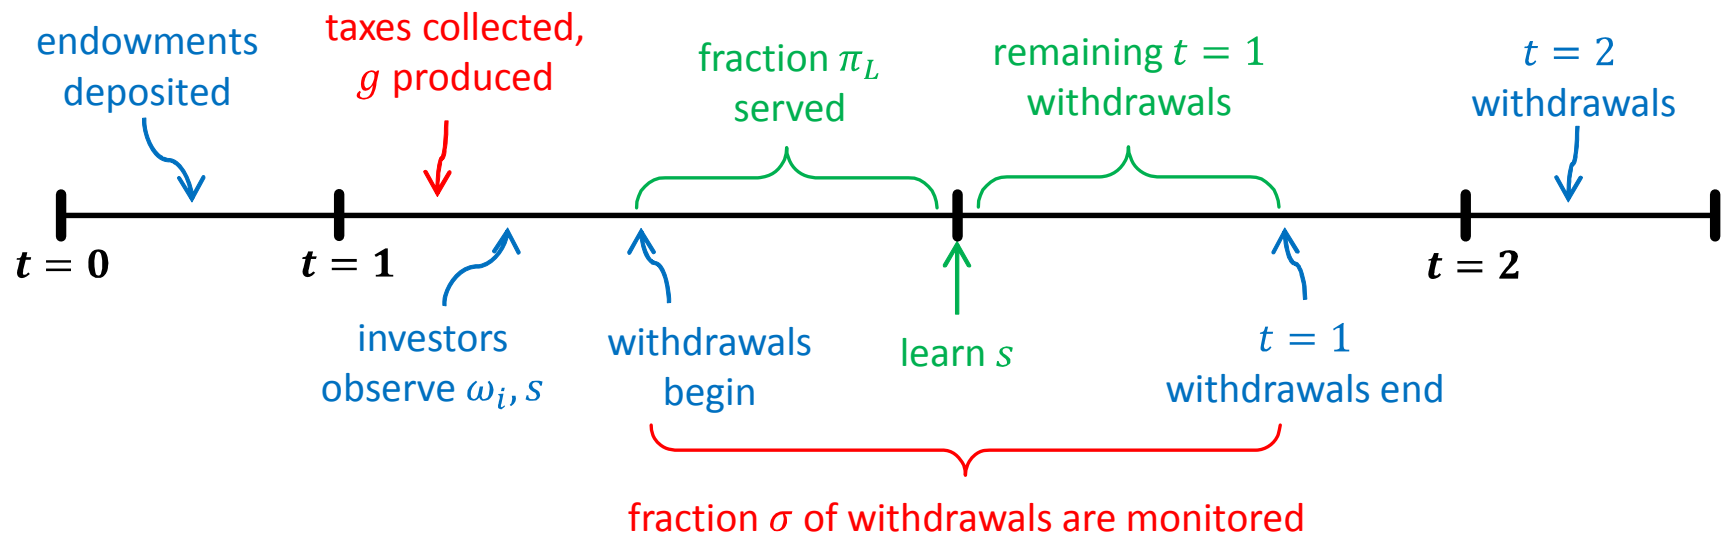 endowments
deposited
taxes collected,
g produced
fraction π_L
served
remaining t = 1
withdrawals
t = 2
withdrawals
t = 0
t = 1
t = 2
investors
observe ω_i, s
withdrawals
begin
learn s
t = 1
withdrawals end
fraction σ of withdrawals are monitored